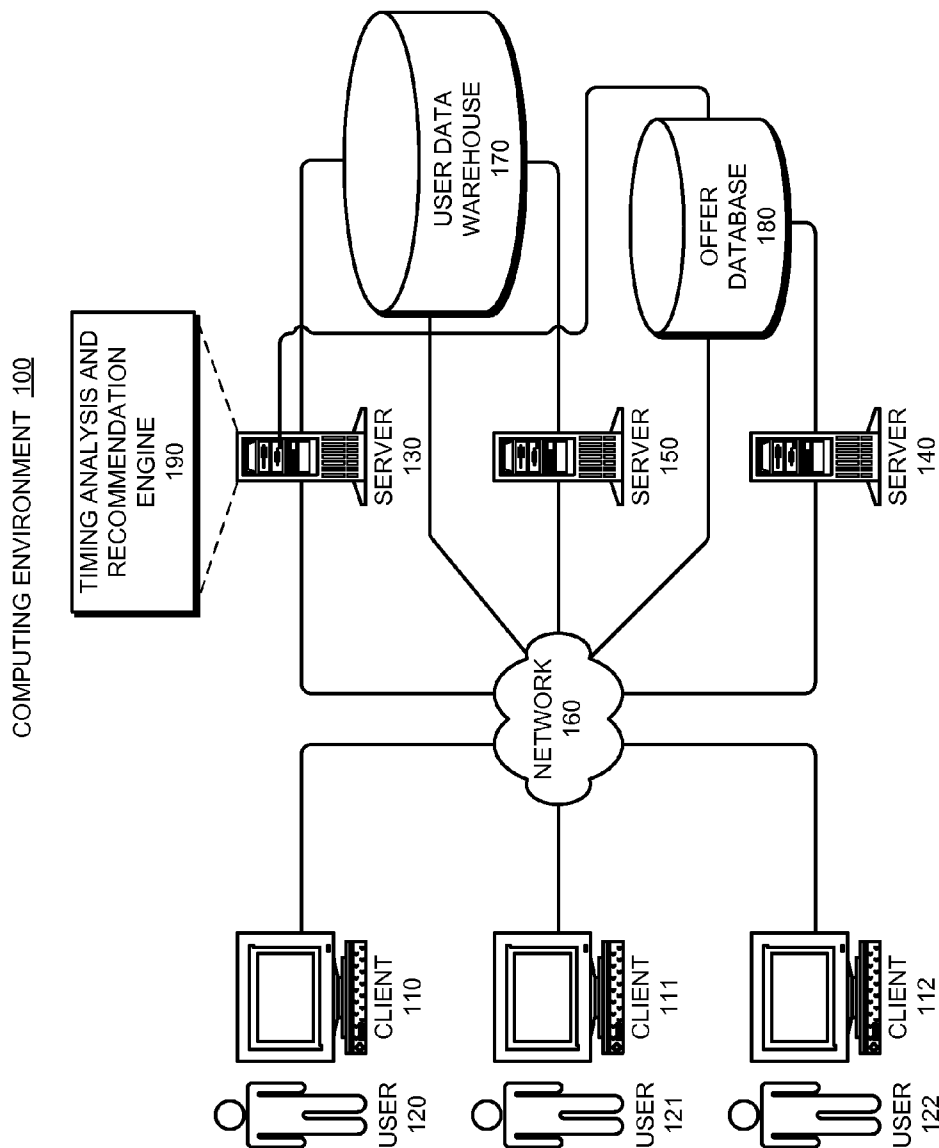 COMPUTING ENVIRONMENT 100
TIMING ANALYSIS AND
RECOMMENDATION
ENGINE
190
USER
120
CLIENT
110
SERVER
130
USER DATA
WAREHOUSE
170
USER
121
CLIENT
111
NETWORK
160
SERVER
150
OFFER
DATABASE
180
USER
122
CLIENT
112
SERVER
140